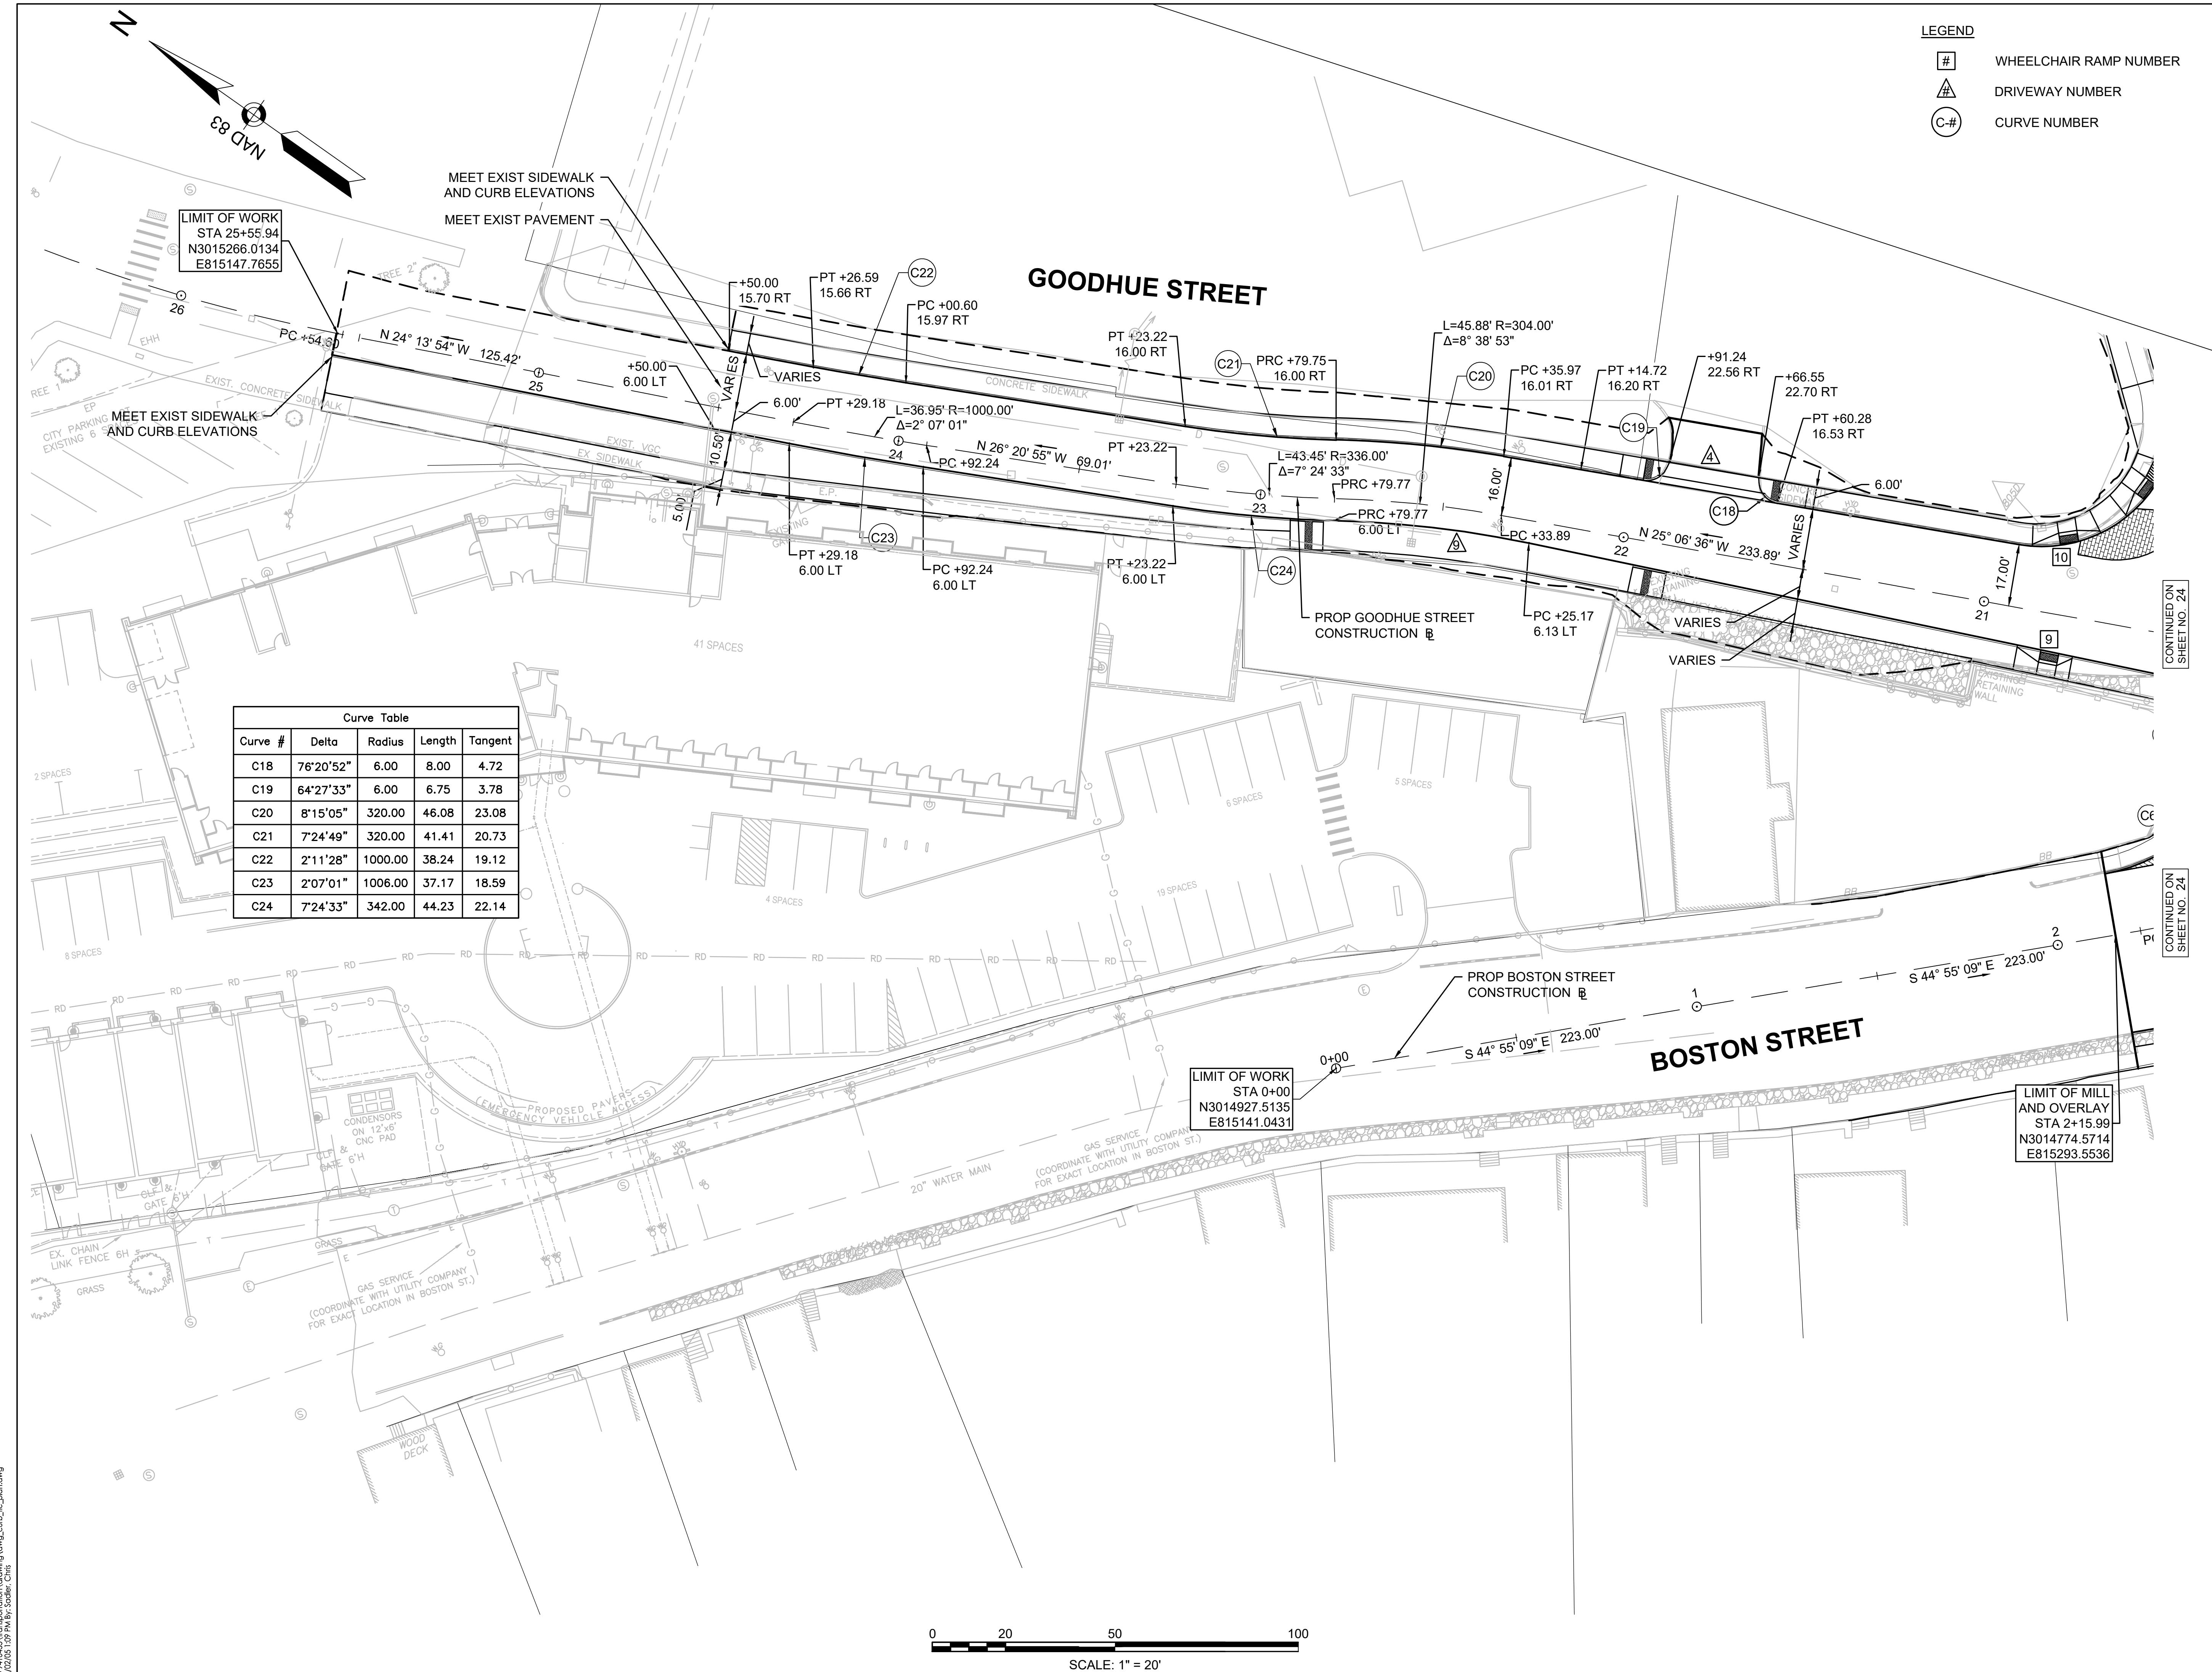 LEGEND
# WHEELCHAIR RAMP NUMBER
# DRIVEWAY NUMBER
C-# CURVE NUMBER
N
NAD 83
MEET EXIST SIDEWALK
AND CURB ELEVATIONS
MEET EXIST PAVEMENT
LIMIT OF WORK
STA 25+55.94
N3015266.0134
E815147.7655
26
PC +54.60
N 24° 13' 54" W 125.42'
25
TREE 2"
EHH
EXIST. CONCRETE SIDEWALK
MEET EXIST SIDEWALK
AND CURB ELEVATIONS
CITY PARKING
EXISTING 6
EP
+50.00
15.70 RT
PT +26.59
15.66 RT
C22
PC +00.60
15.97 RT
GOODHUE STREET
+50.00
6.00 LT
VARIES
VARIES
6.00'
PT +29.18
L=36.95' R=1000.00'
Δ=2° 07' 01"
24
PC +92.24
N 26° 20' 55" W 69.01'
CONCRETE SIDEWALK
PT +23.22
16.00 RT
C21
PRC +79.75
16.00 RT
L=45.88' R=304.00'
Δ=8° 38' 53"
C20
PC +35.97
16.01 RT
PT +14.72
16.20 RT
+91.24
22.56 RT
+66.55
22.70 RT
PT +60.28
16.53 RT
C19
4
C18
6.00'
PT +23.22
L=43.45' R=336.00'
Δ=7° 24' 33"
PRC +79.77
23
PRC +79.77
6.00 LT
16.00'
9
PC +33.89
22
N 25° 06' 36" W 233.89'
VARIES
17.00'
10
21
EXIST. VGC
EX SIDEWALK
E.P.
10.50'
5.00'
C23
PT +29.18
6.00 LT
PC +92.24
6.00 LT
PT +23.22
6.00 LT
C24
PROP GOODHUE STREET
CONSTRUCTION BL
PC +25.17
6.13 LT
VARIES
VARIES
9
EXISTING
RETAINING
WALL
CONTINUED ON
SHEET NO. 24
41 SPACES
2 SPACES
8 SPACES
4 SPACES
19 SPACES
6 SPACES
5 SPACES
Curve Table
Curve # Delta Radius Length Tangent
C18 76°20'52" 6.00 8.00 4.72
C19 64°27'33" 6.00 6.75 3.78
C20 8°15'05" 320.00 46.08 23.08
C21 7°24'49" 320.00 41.41 20.73
C22 2°11'28" 1000.00 38.24 19.12
C23 2°07'01" 1006.00 37.17 18.59
C24 7°24'33" 342.00 44.23 22.14
CONTINUED ON
SHEET NO. 24
PROP BOSTON STREET
CONSTRUCTION BL
0+00
S 44° 55' 09" E 223.00'
1
S 44° 55' 09" E 223.00'
2
BOSTON STREET
LIMIT OF WORK
STA 0+00
N3014927.5135
E815141.0431
LIMIT OF MILL
AND OVERLAY
STA 2+15.99
N3014774.5714
E815293.5536
PROPOSED PAVERS
(EMERGENCY VEHICLE ACCESS)
CONDENSORS
ON 12'x6'
CNC PAD
CLF &
GATE 6'H
CLF &
GATE 6'H
EX. CHAIN
LINK FENCE 6H
GRASS
GRASS
GAS SERVICE
(COORDINATE WITH UTILITY COMPANY
FOR EXACT LOCATION IN BOSTON ST.)
20" WATER MAIN
GAS SERVICE
(COORDINATE WITH UTILITY COMPANY
FOR EXACT LOCATION IN BOSTON ST.)
WOOD
DECK
0 20 50 100
SCALE: 1" = 20'